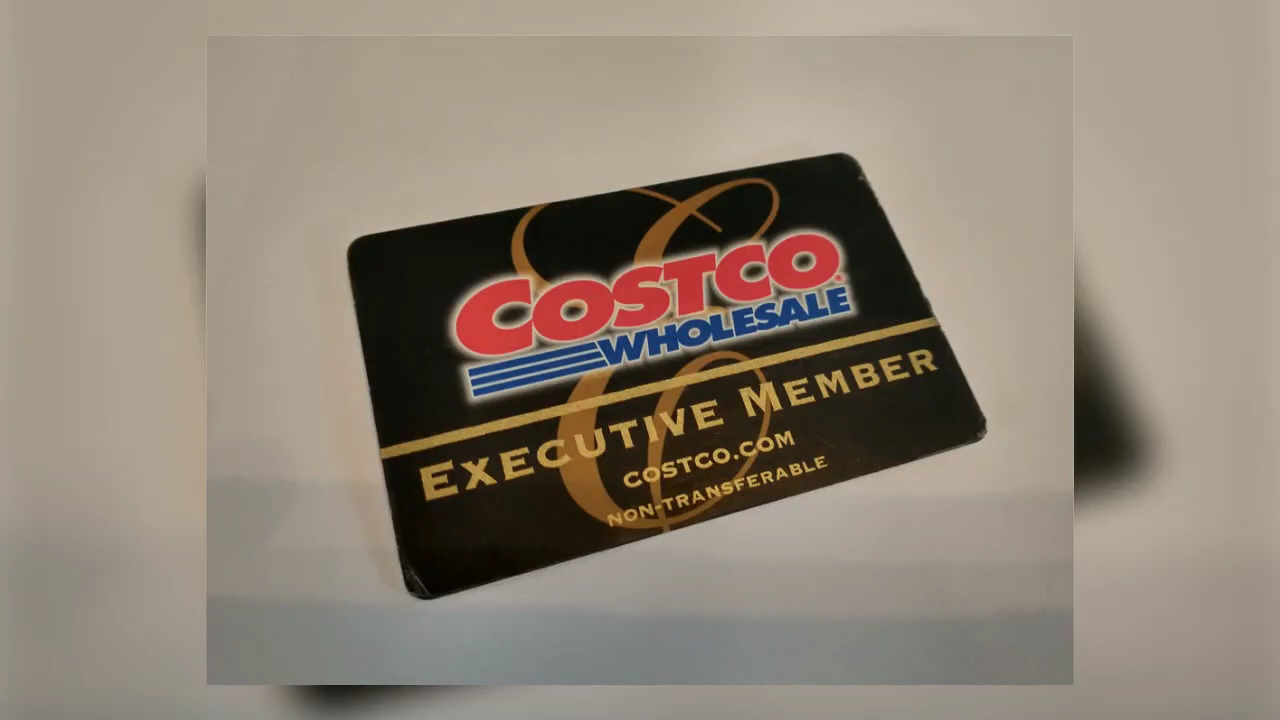 COSTCO
WHOLESALE
EXECUTIVE MEMBER
COSTCO.COM
NON-TRANSFERABLE